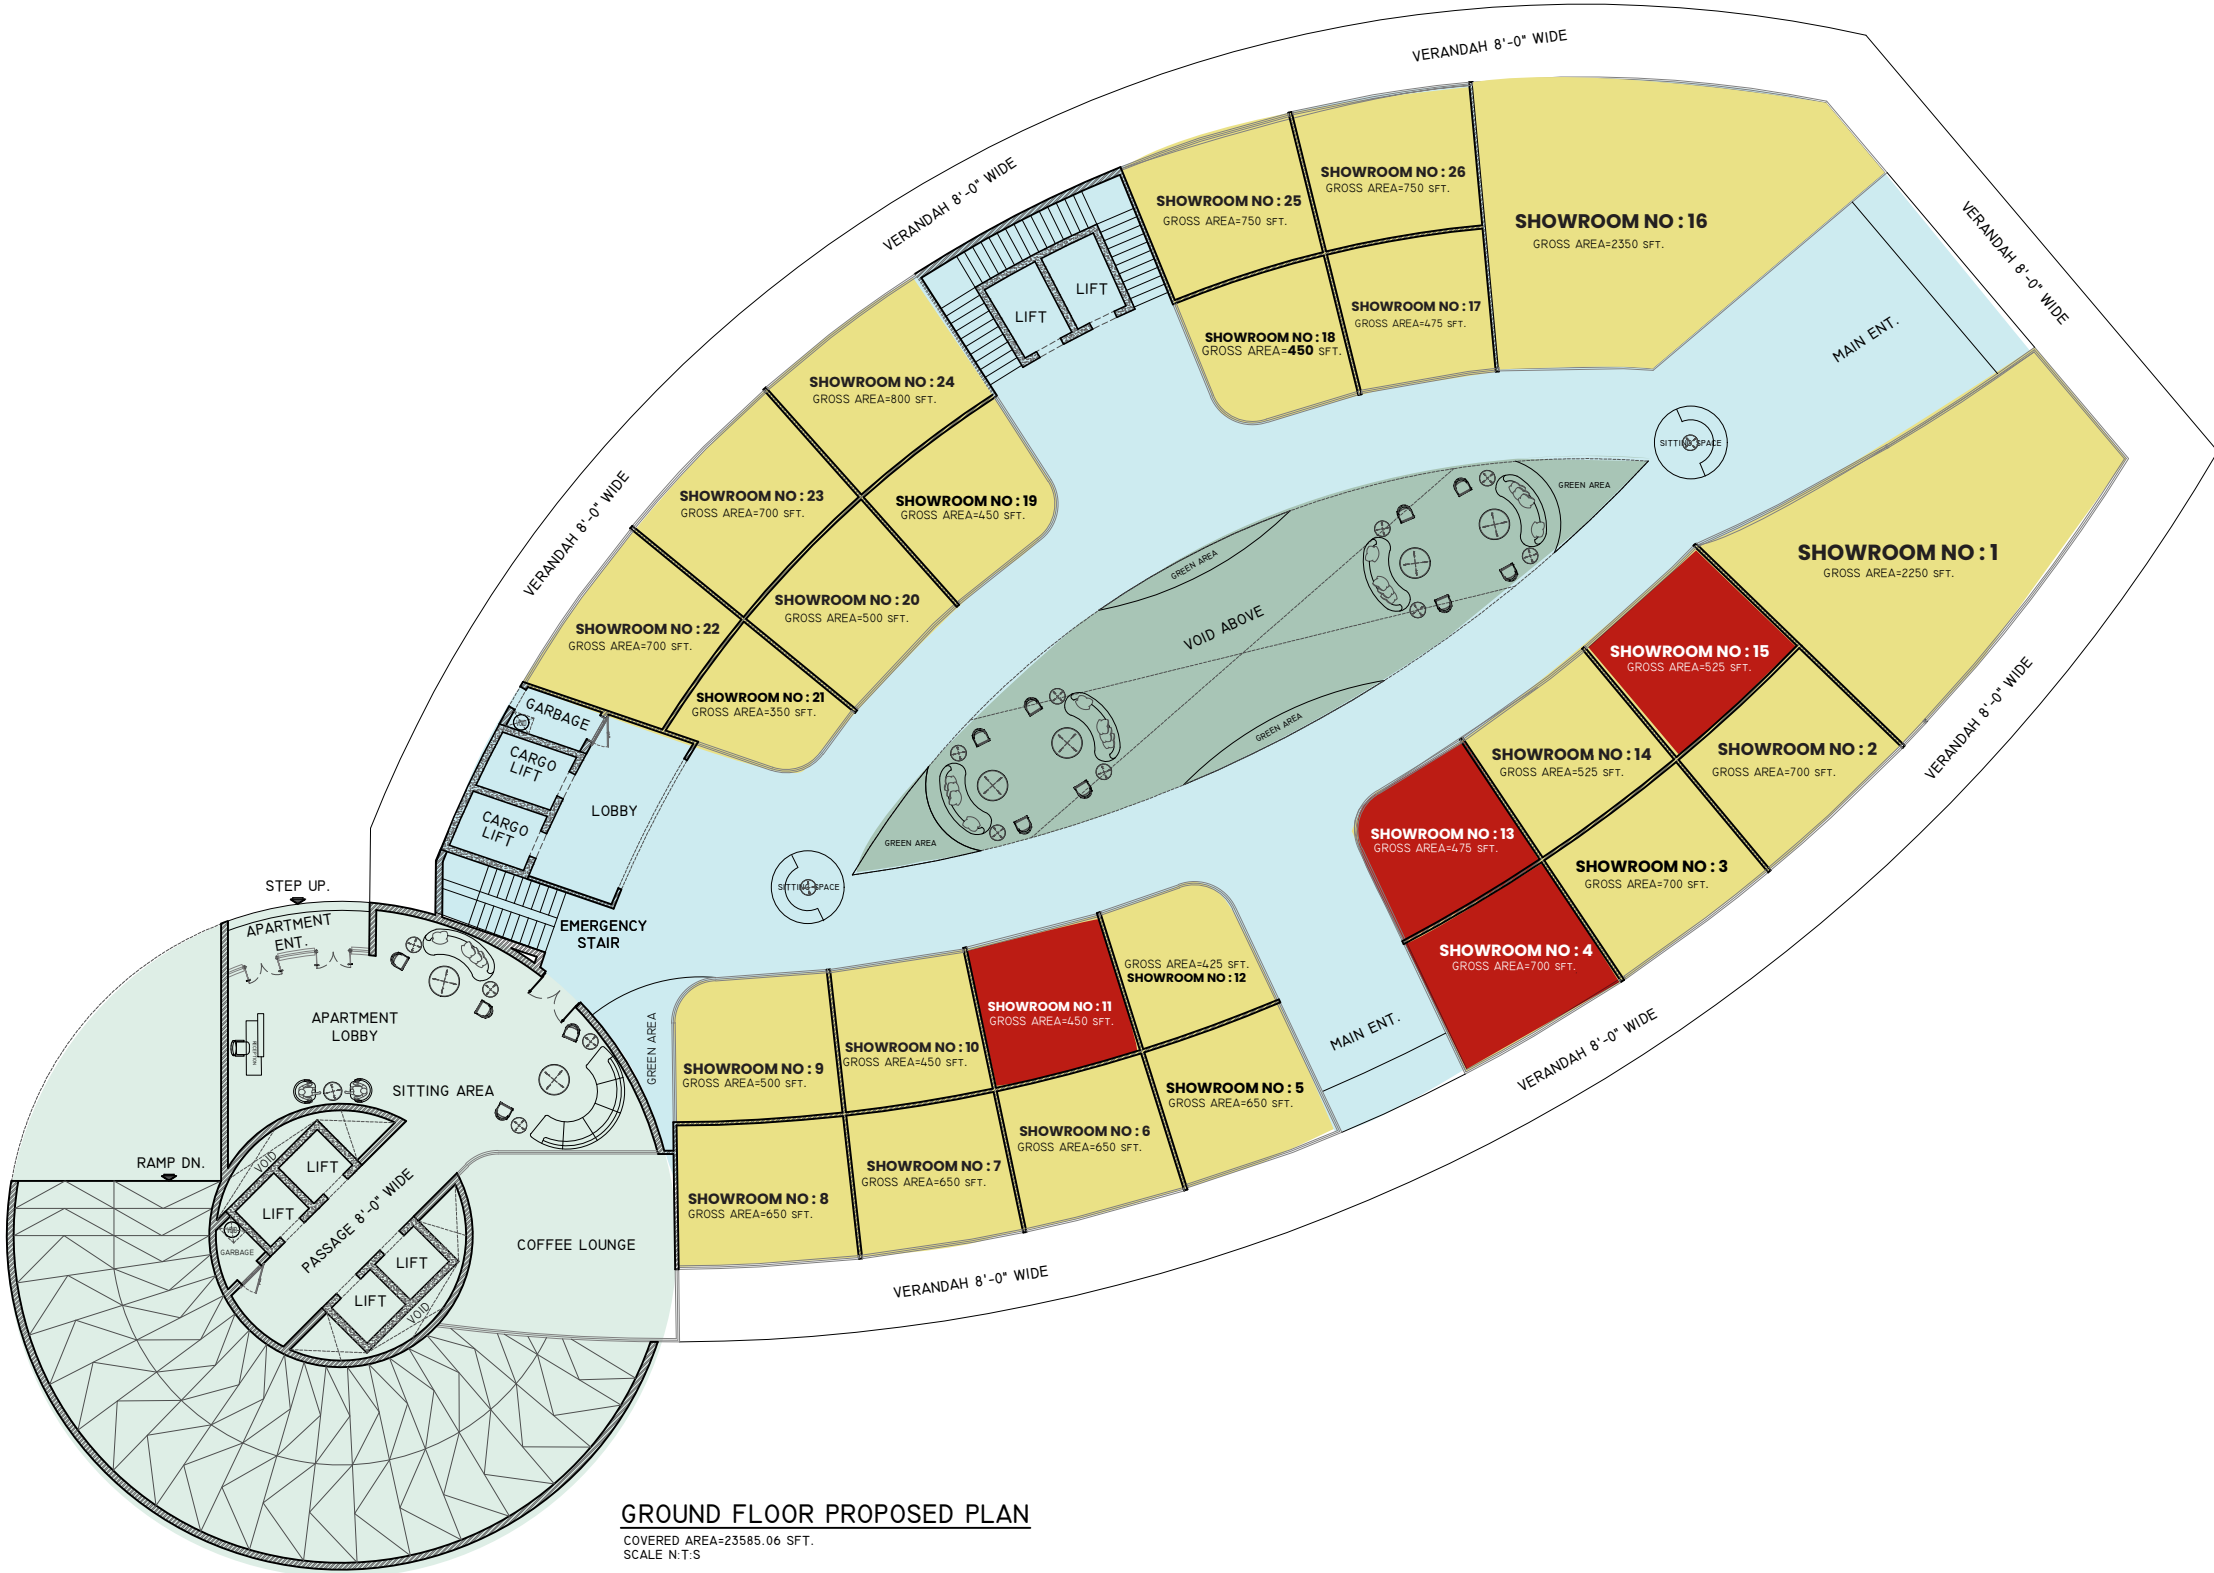 VERANDAH 8'-0" WIDE
VERANDAH 8'-0" WIDE
VERANDAH 8'-0" WIDE
VERANDAH 8'-0" WIDE
SHOWROOM NO : 26
GROSS AREA=750 SFT.
SHOWROOM NO : 25
GROSS AREA=750 SFT.
SHOWROOM NO : 16
GROSS AREA=2350 SFT.
SHOWROOM NO : 17
GROSS AREA=475 SFT.
SHOWROOM NO : 18
GROSS AREA=450 SFT.
LIFT
LIFT
MAIN ENT.
SHOWROOM NO : 24
GROSS AREA=800 SFT.
SITTING SPACE
SHOWROOM NO : 23
GROSS AREA=700 SFT.
SHOWROOM NO : 19
GROSS AREA=450 SFT.
GREEN AREA
VERANDAH 8'-0" WIDE
GREEN AREA
SHOWROOM NO : 1
GROSS AREA=2250 SFT.
SHOWROOM NO : 20
GROSS AREA=500 SFT.
VOID ABOVE
SHOWROOM NO : 22
GROSS AREA=700 SFT.
SHOWROOM NO : 15
GROSS AREA=525 SFT.
SHOWROOM NO : 21
GROSS AREA=350 SFT.
GREEN AREA
VERANDAH 8'-0" WIDE
GARBAGE
SHOWROOM NO : 14
GROSS AREA=525 SFT.
SHOWROOM NO : 2
GROSS AREA=700 SFT.
CARGO
LIFT
CARGO
LIFT
LOBBY
SHOWROOM NO : 13
GROSS AREA=475 SFT.
GREEN AREA
SHOWROOM NO : 3
GROSS AREA=700 SFT.
SITTING SPACE
STEP UP.
APARTMENT
ENT.
EMERGENCY
STAIR
SHOWROOM NO : 4
GROSS AREA=700 SFT.
GROSS AREA=425 SFT.
SHOWROOM NO : 12
SHOWROOM NO : 11
GROSS AREA=450 SFT.
APARTMENT
LOBBY
RECEPTION
GREEN AREA
MAIN ENT.
VERANDAH 8'-0" WIDE
SHOWROOM NO : 10
GROSS AREA=450 SFT.
SHOWROOM NO : 9
GROSS AREA=500 SFT.
SITTING AREA
SHOWROOM NO : 5
GROSS AREA=650 SFT.
SHOWROOM NO : 6
GROSS AREA=650 SFT.
SHOWROOM NO : 7
GROSS AREA=650 SFT.
SHOWROOM NO : 8
GROSS AREA=650 SFT.
RAMP DN.
VOID
LIFT
LIFT
GARBAGE
PASSAGE 8'-0" WIDE
LIFT
LIFT
VOID
COFFEE LOUNGE
VERANDAH 8'-0" WIDE
GROUND FLOOR PROPOSED PLAN
COVERED AREA=23585.06 SFT.
SCALE N:T:S